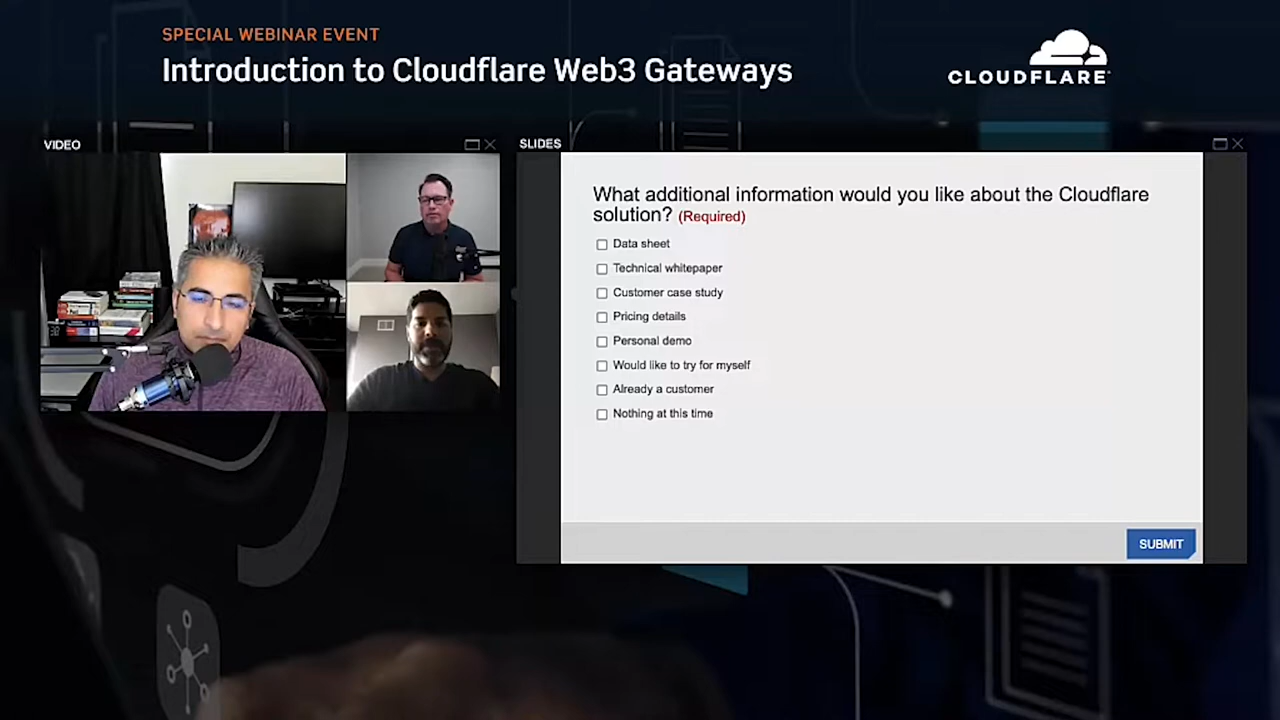 SPECIAL WEBINAR EVENT
Introduction to Cloudflare Web3 Gateways
CLOUDFLARE
VIDEO
SLIDES
What additional information would you like about the Cloudflare
solution? (Required)
Data sheet
Technical whitepaper
Customer case study
Pricing details
Personal demo
Would like to try for myself
Already a customer
Nothing at this time
SUBMIT